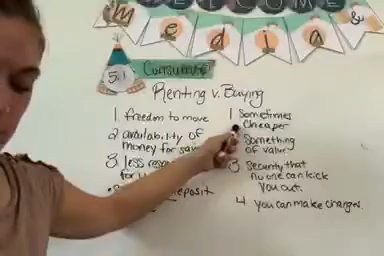 WELCOME
media
&
5.1 Consumer
Renting v. Buying
1 freedom to move
2 availability of
money for
3 less
for
deposit
1 Sometimes
cheaper
Something
of value
3 Security that
no one can kick
you out.
4 you can make changes.